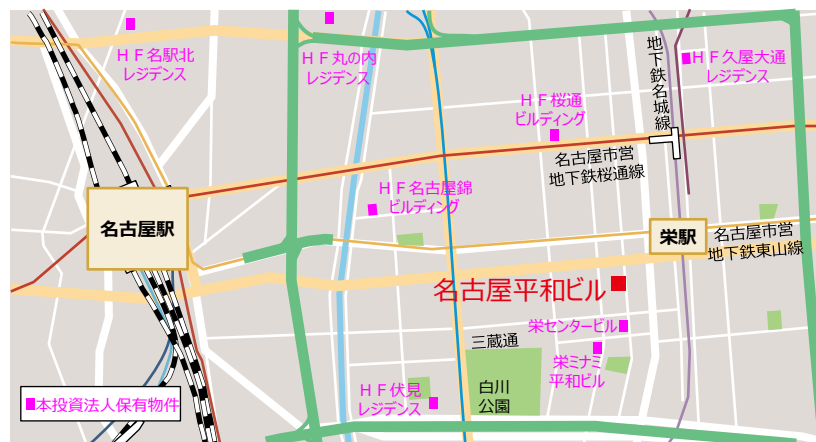 ＨＦ名駅北
レジデンス
ＨＦ丸の内
レジデンス
地下鉄名城線
ＨＦ久屋大通
レジデンス
ＨＦ桜通
ビルディング
名古屋市営
地下鉄桜通線
ＨＦ名古屋錦
ビルディング
名古屋駅
栄駅
名古屋市営
地下鉄東山線
名古屋平和ビル
栄センタービル
三蔵通
栄ミナミ
平和ビル
白川
公園
ＨＦ伏見
レジデンス
本投資法人保有物件